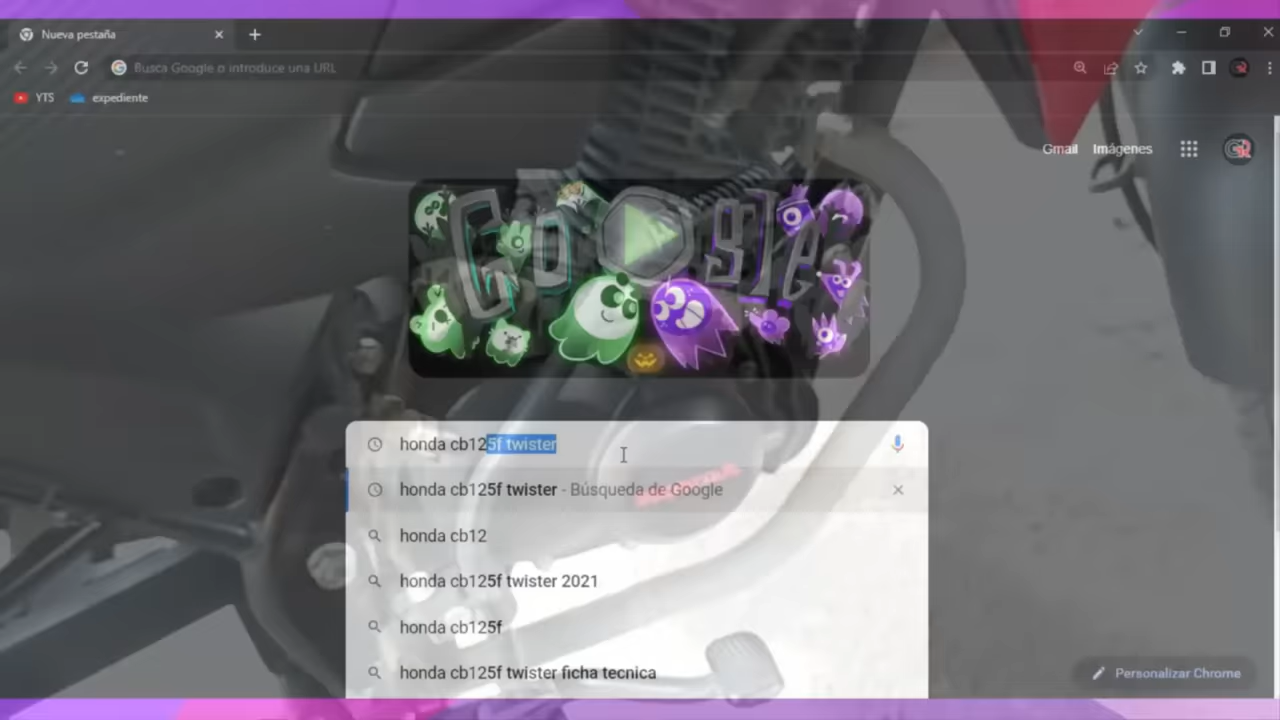 Nueva pestaña
Busca Google o introduce una URL
YTS
expediente
Gmail
Imágenes
Google
honda cb125f twister
honda cb125f twister - Búsqueda de Google
honda cb12
honda cb125f twister 2021
honda cb125f
honda cb125f twister ficha tecnica
Personalizar Chrome